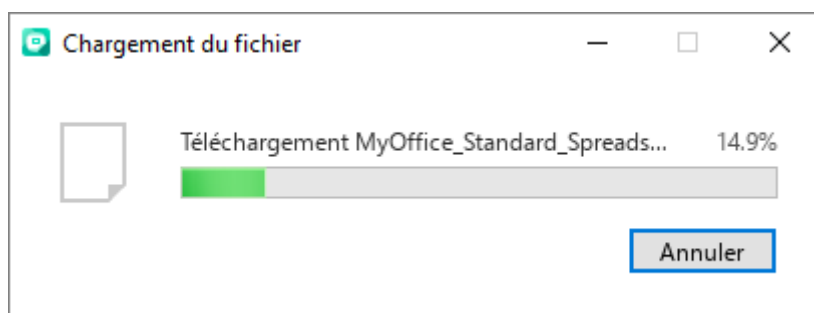 Chargement du fichier
Téléchargement MyOffice_Standard_Spreads... 14.9%
Annuler